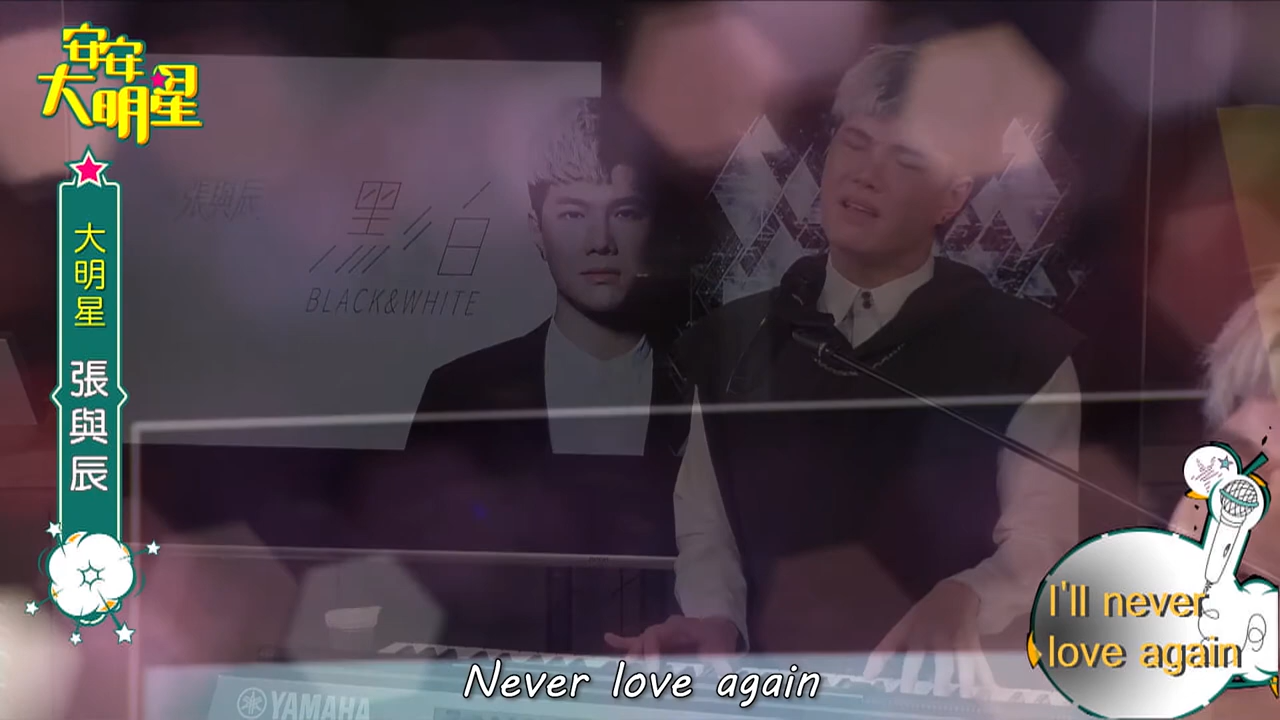 安安
大明星
大明星 張與辰
張與辰
黑 白
BLACK&WHITE
I'll never
love again
Never love again
YAMAHA